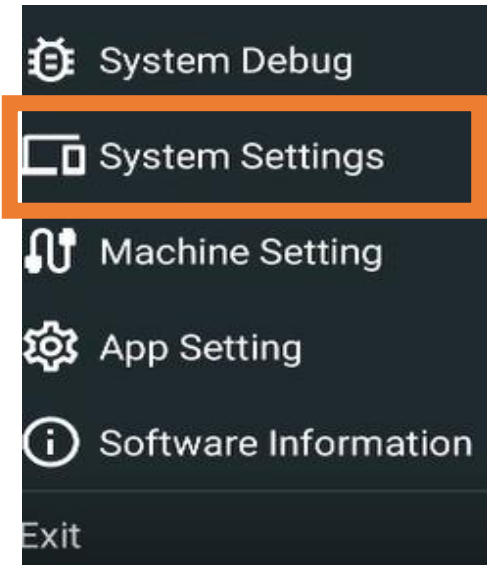 System Debug
System Settings
Machine Setting
App Setting
Software Information
Exit